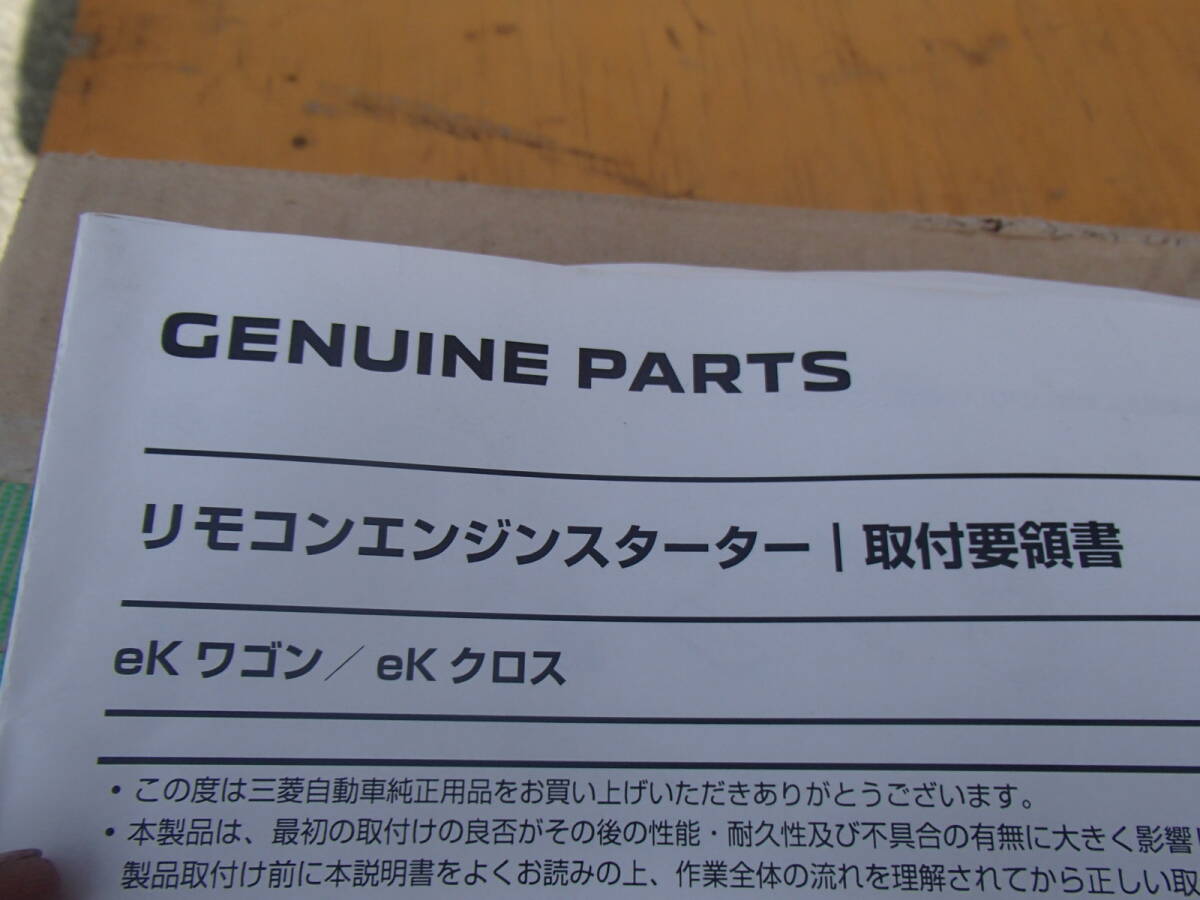 GENUINE PARTS
リモコンエンジンスターター｜取付要領書
eK ワゴン／ eK クロス
・この度は三菱自動車純正用品をお買い上げいただきありがとうございます。
・本製品は、最初の取付けの良否がその後の性能・耐久性及び不具合の有無に大きく影響
製品取付け前に本説明書をよくお読みの上、作業全体の流れを理解されてから正しい取